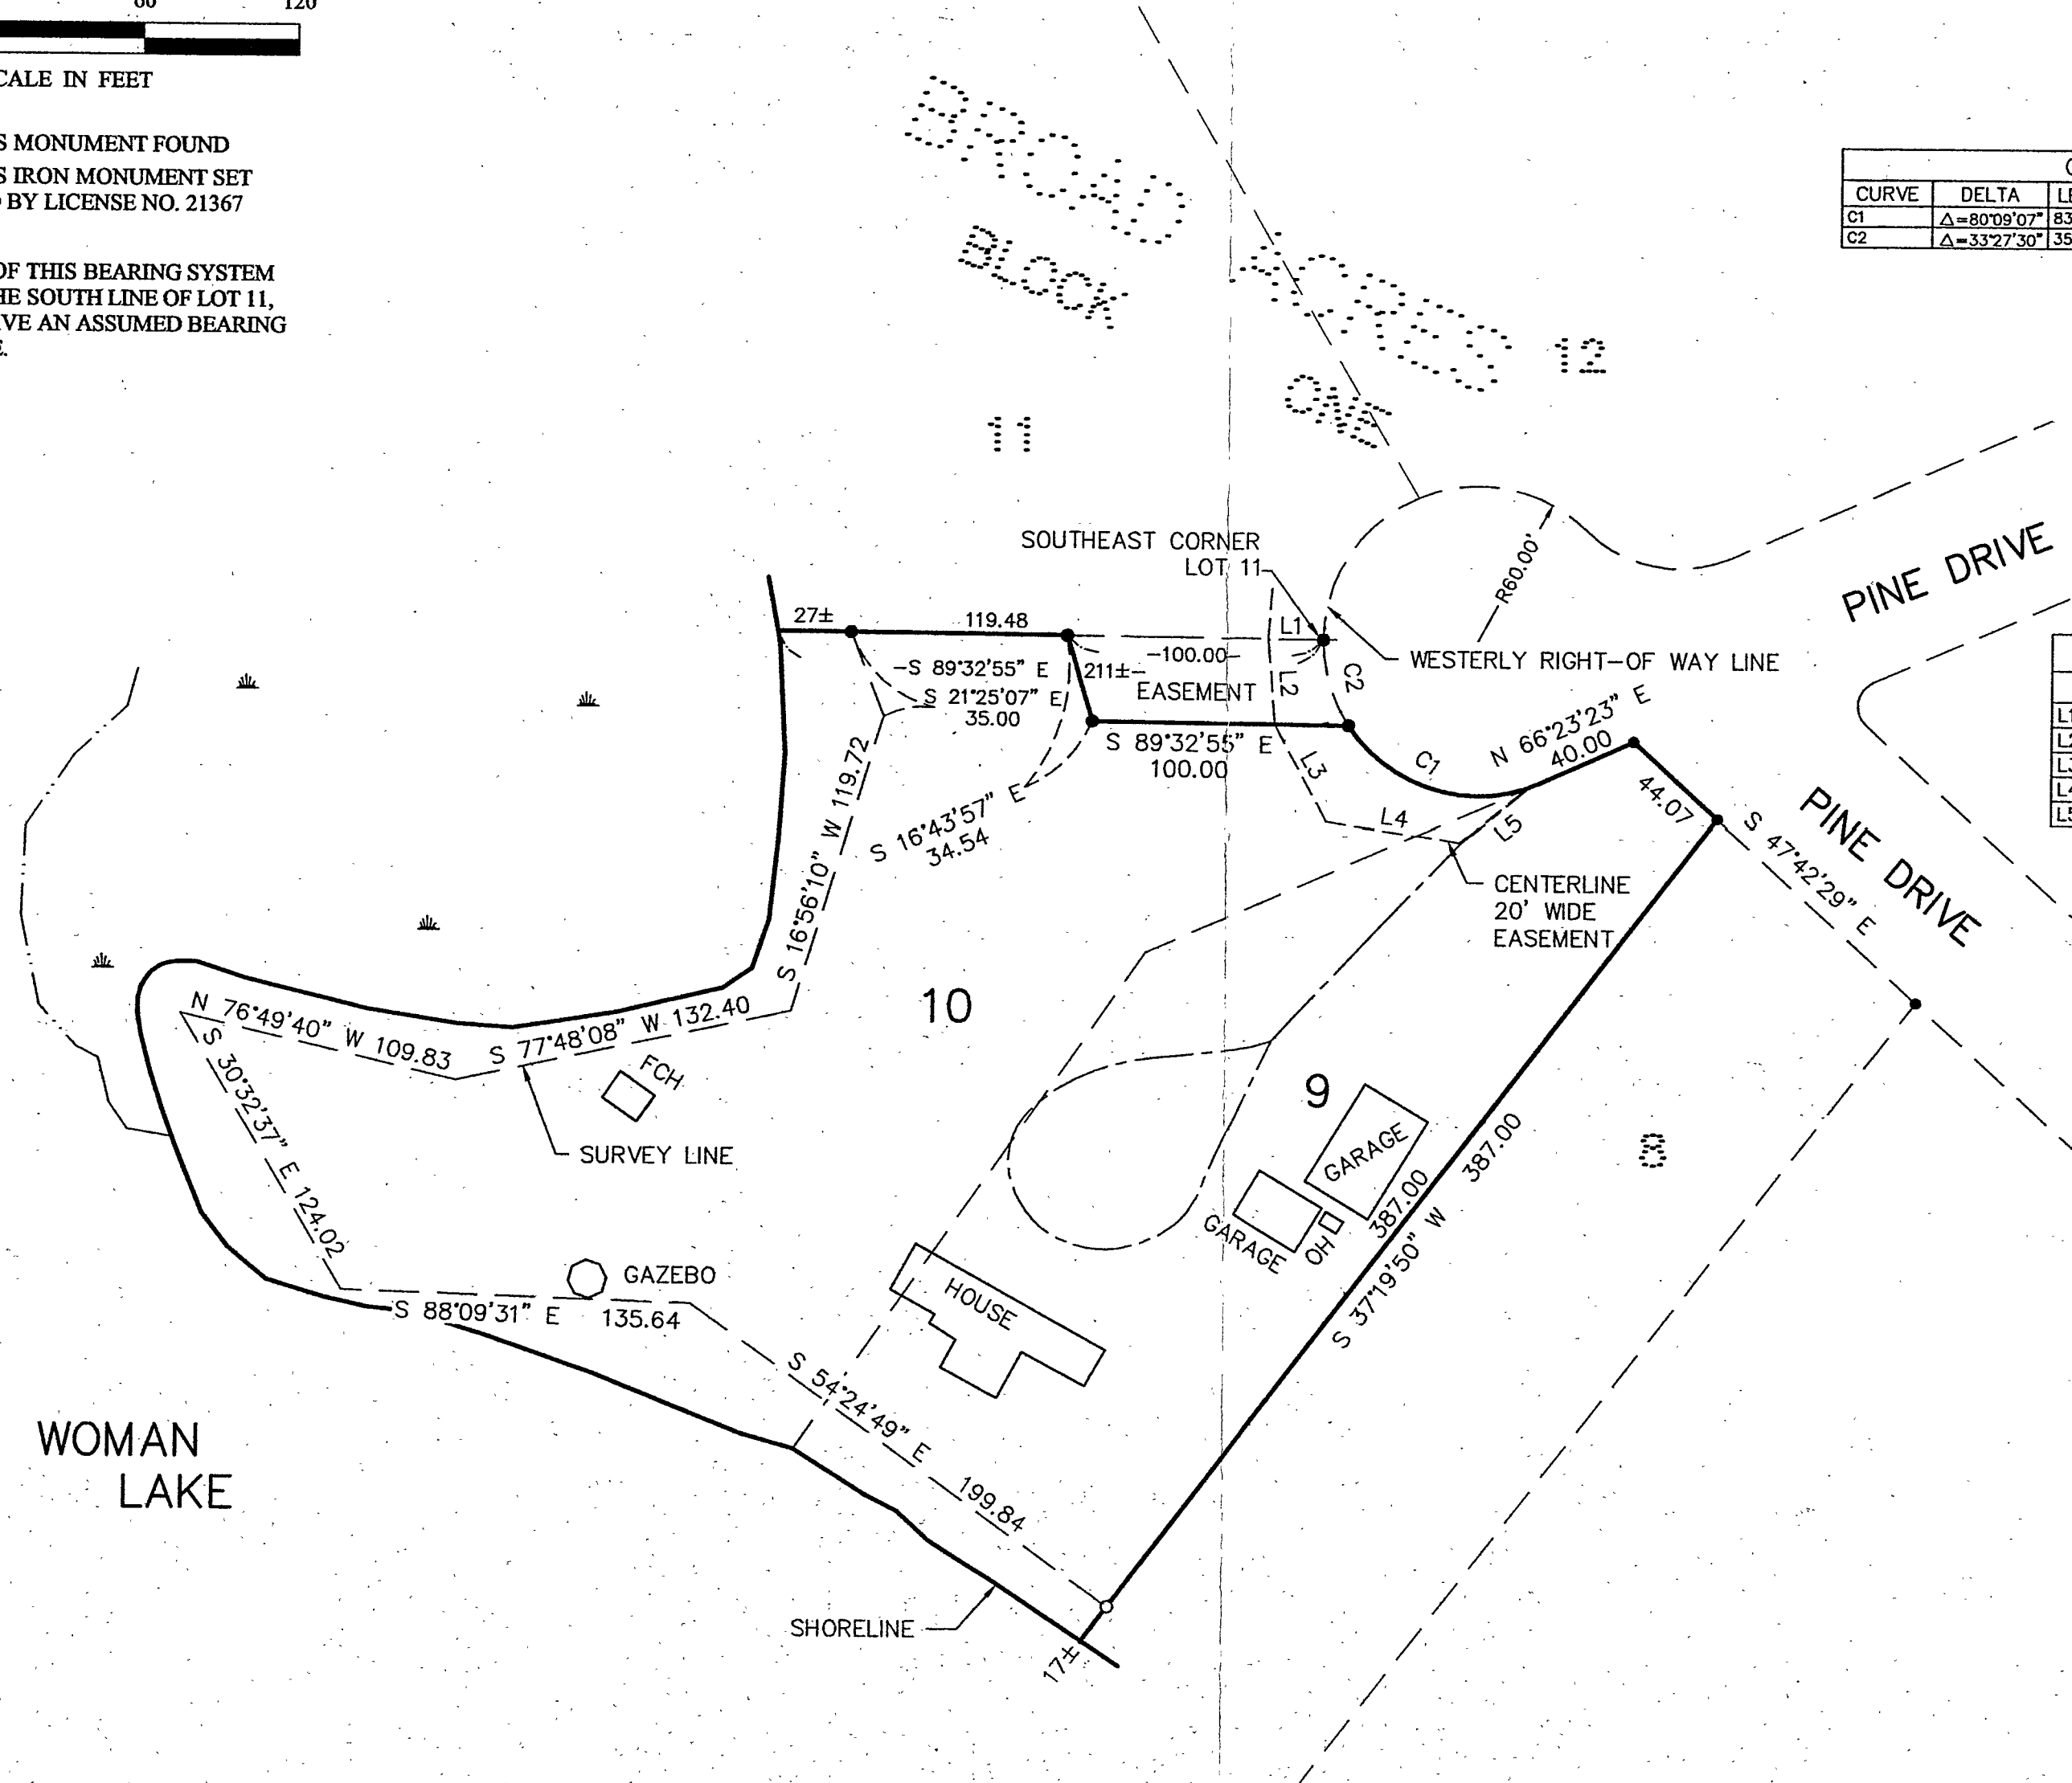 60 120
CALE IN FEET
S MONUMENT FOUND
S IRON MONUMENT SET
BY LICENSE NO. 21367
OF THIS BEARING SYSTEM
HE SOUTH LINE OF LOT 11,
VE AN ASSUMED BEARING
E.
BROAD ACRES
BLOCK ONE
12
11
CURVE DELTA LE
C1 Δ=80°09'07" 83
C2 Δ=33°27'30" 35
SOUTHEAST CORNER
LOT 11
R60.00'
PINE DRIVE
WESTERLY RIGHT-OF WAY LINE
27±
119.48
L1
-100.00-
-S 89°32'55" E
211±-
L2
C2
EASEMENT
S 21°25'07" E
35.00
S 89°32'55" E
100.00
L3
C1
N 66°23'23" E
40.00
44.07
L1
L2
L3
L4
L5
S 16°56'10" W 119.72
S 16°43'57" E
34.54
L4
L5
S 47°42'29" E
PINE DRIVE
CENTERLINE
20' WIDE
EASEMENT
10
N 76°49'40" W 109.83
S 77°48'08" W 132.40
FCH
S 30°32'37" E 124.02
SURVEY LINE
9
GARAGE
GARAGE
OH
387.00
387.00
S 37°19'50" W
8
GAZEBO
S 88°09'31" E 135.64
HOUSE
S 54°24'49" E 199.84
WOMAN
LAKE
SHORELINE
17±